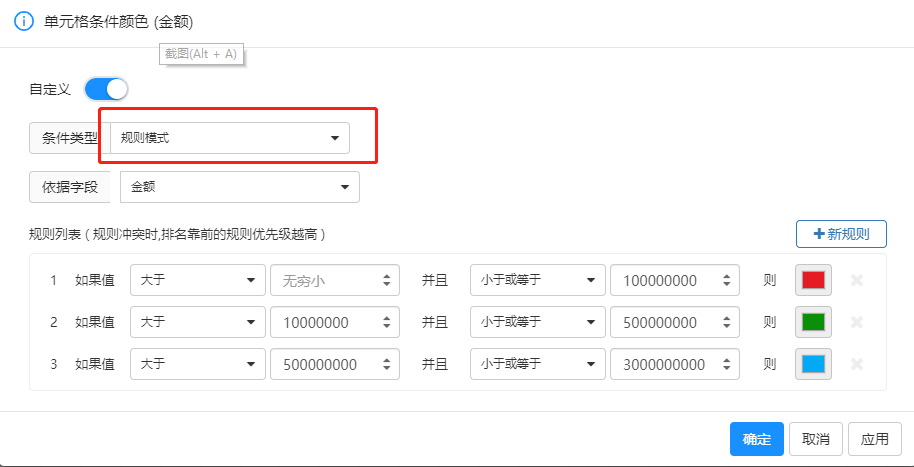 单元格条件颜色 (金额)
截图(Alt + A)
自定义
条件类型 规则模式
依据字段 金额
规则列表 ( 规则冲突时,排名靠前的规则优先级越高 ) +新规则
1 如果值 大于 无穷小 并且 小于或等于 100000000 则
2 如果值 大于 10000000 并且 小于或等于 500000000 则
3 如果值 大于 500000000 并且 小于或等于 3000000000 则
确定 取消 应用